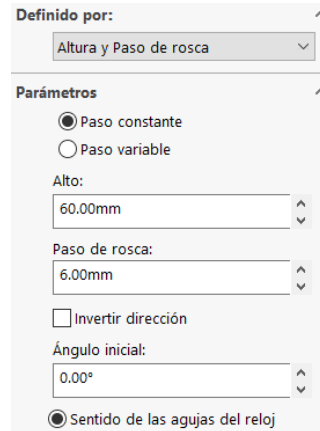 Definido por:
Altura y Paso de rosca
Parámetros
Paso constante
Paso variable
Alto:
60.00mm
Paso de rosca:
6.00mm
Invertir dirección
Ángulo inicial:
0.00°
Sentido de las agujas del reloj